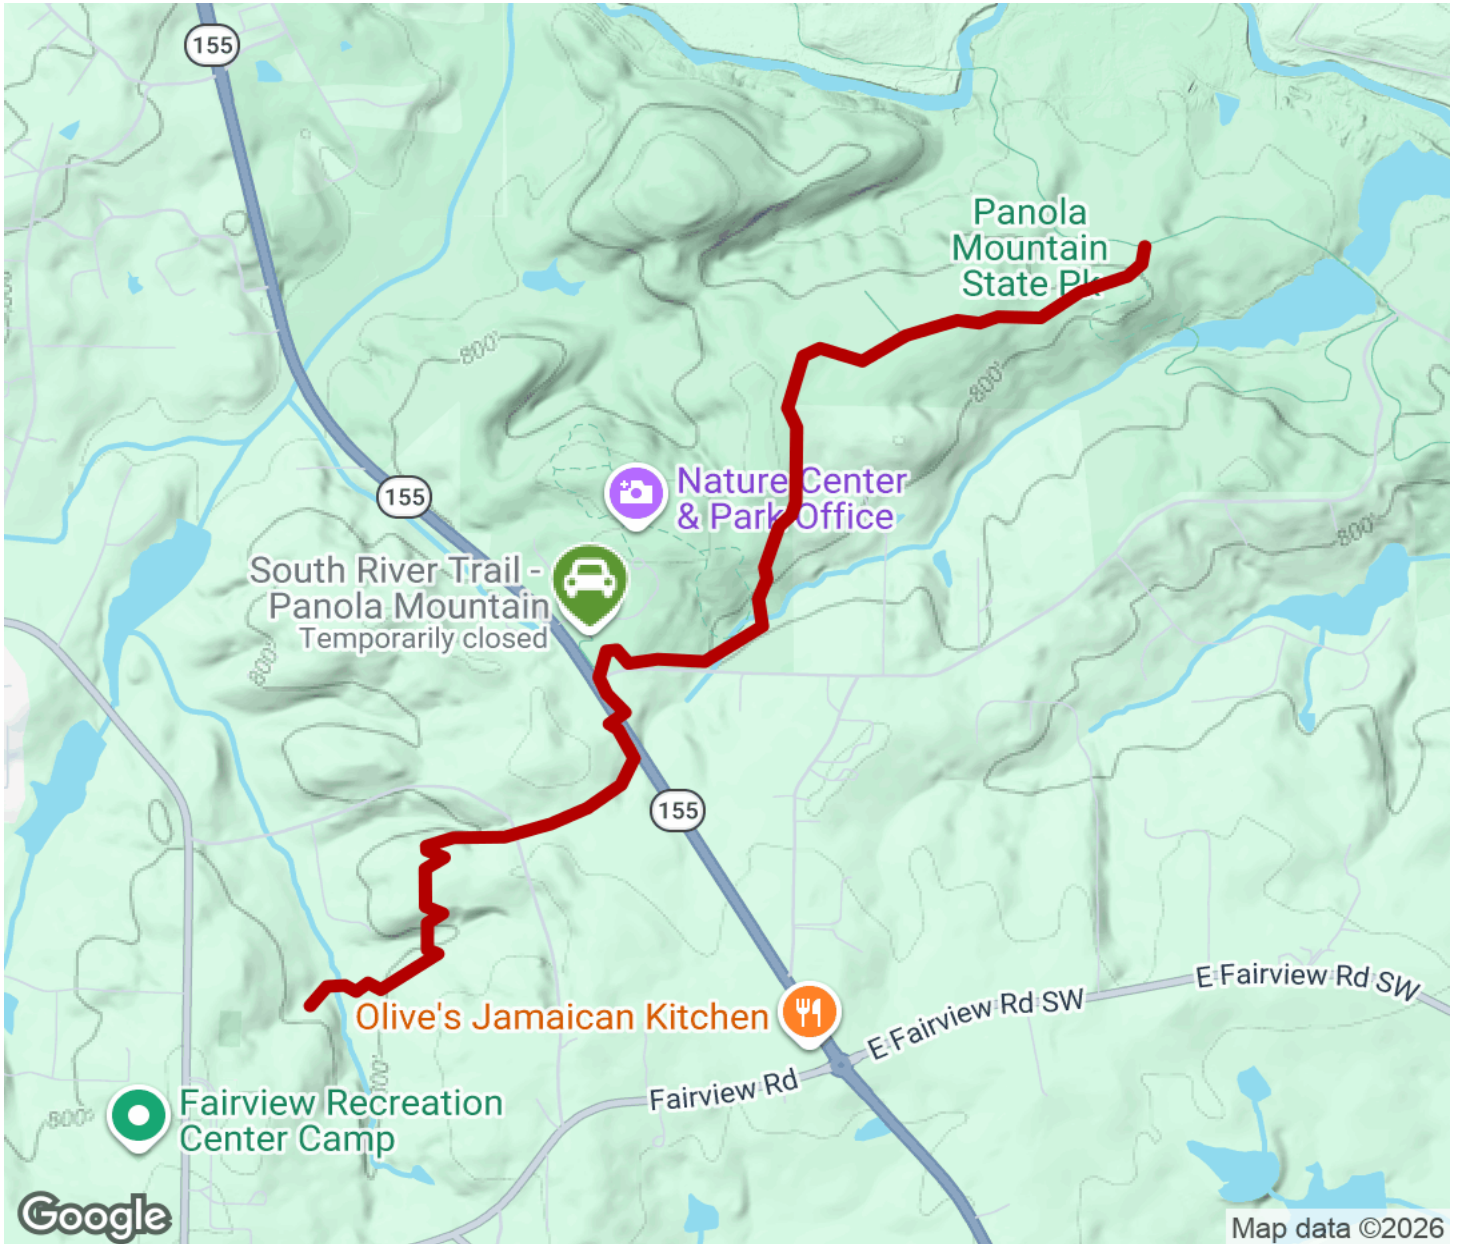 155
Panola
Mountain
State Pk
800'
800'
Nature Center
& Park Office
155
800'
South River Trail -
Panola Mountain
Temporarily closed
800'
155
E Fairview Rd SW
E Fairview Rd SW
Olive's Jamaican Kitchen
Fairview Rd
Fairview Recreation
Center Camp
800'
Google
Map data ©2026